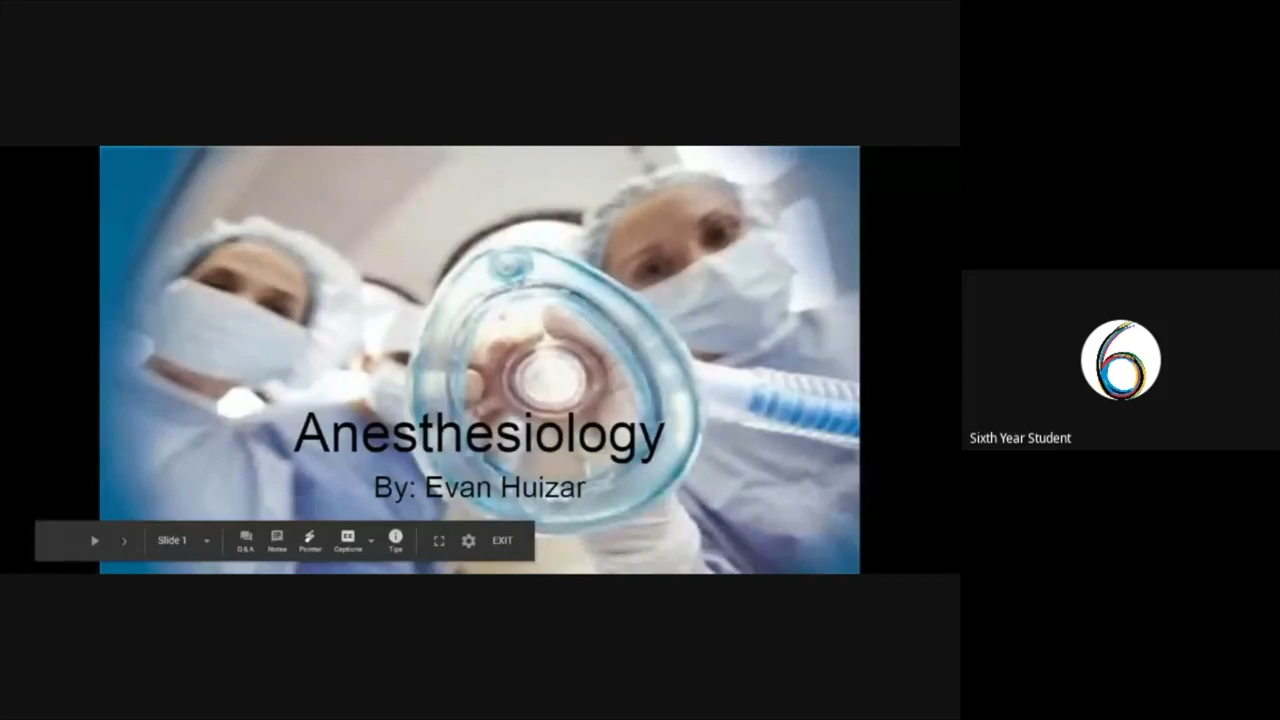 Anesthesiology
By: Evan Huizar
Slide 1
Q&A
Notes
Pointer
Captions
Tips
EXIT
Sixth Year Student